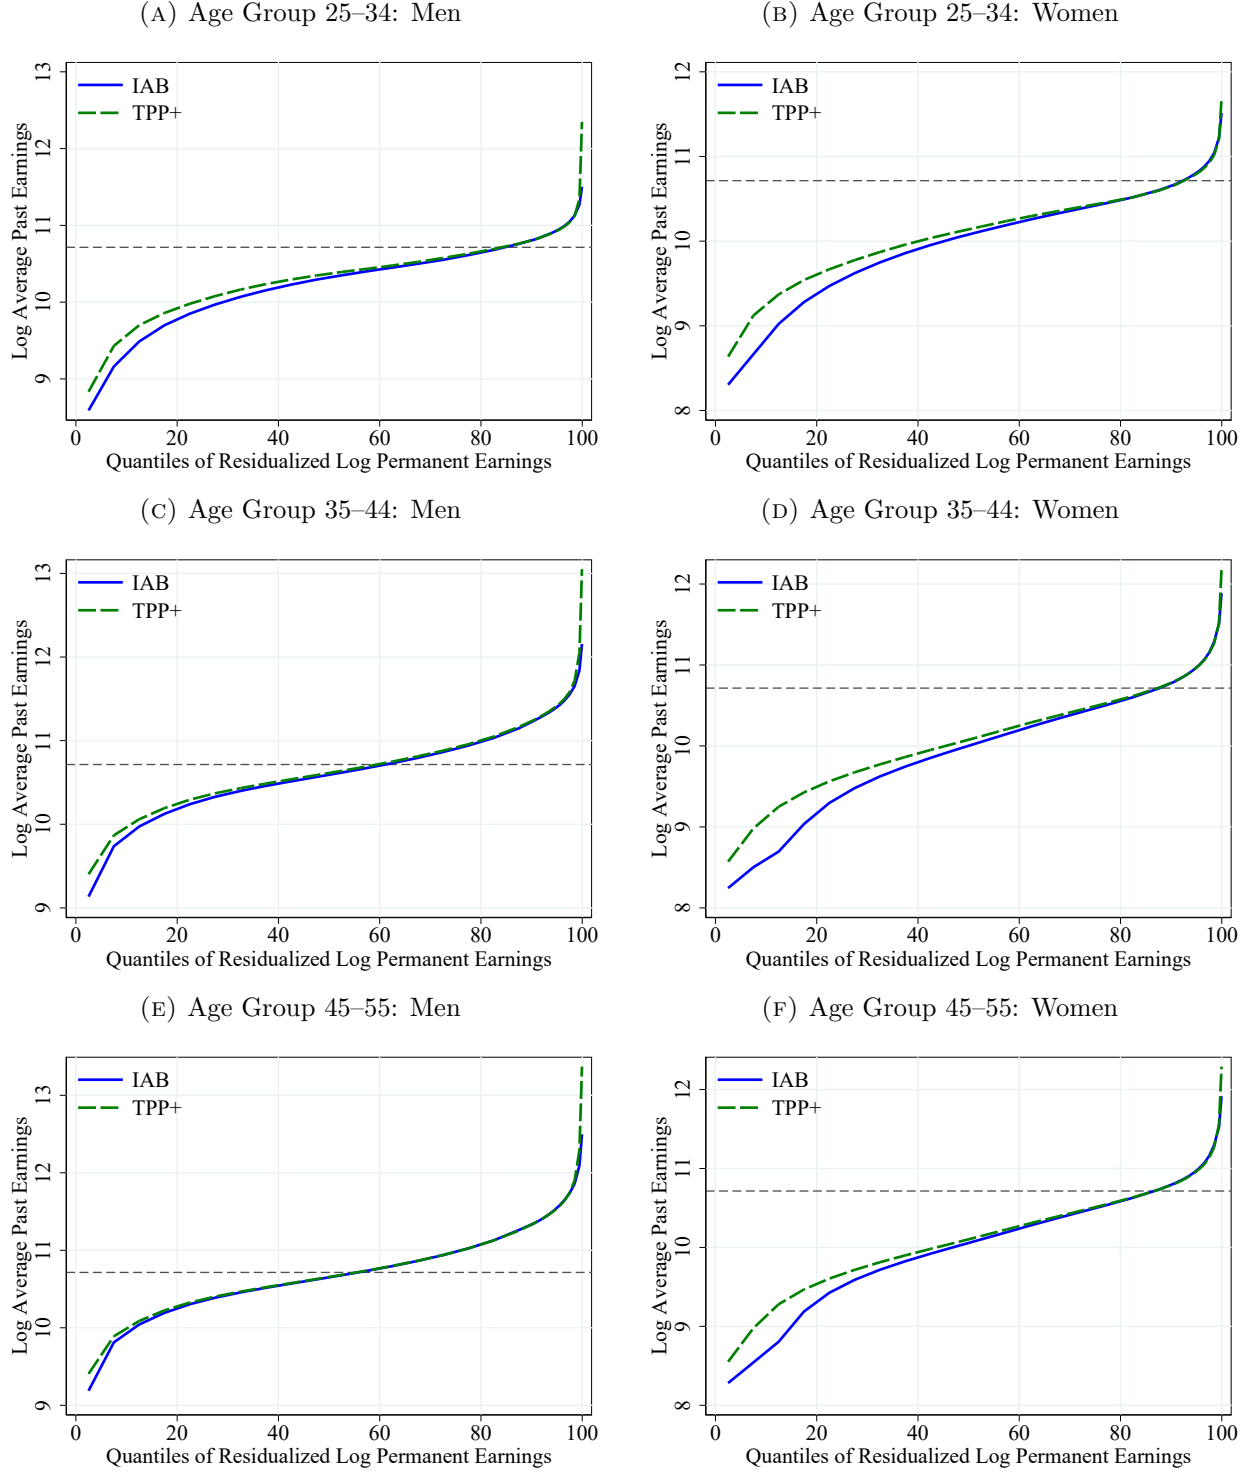 (A) Age Group 25–34: Men
13
12
11
10
9
Log Average Past Earnings
IAB
TPP+
0 20 40 60 80 100
Quantiles of Residualized Log Permanent Earnings
(B) Age Group 25–34: Women
12
11
10
9
8
Log Average Past Earnings
IAB
TPP+
0 20 40 60 80 100
Quantiles of Residualized Log Permanent Earnings
(C) Age Group 35–44: Men
13
12
11
10
9
Log Average Past Earnings
IAB
TPP+
0 20 40 60 80 100
Quantiles of Residualized Log Permanent Earnings
(D) Age Group 35–44: Women
12
11
10
9
8
Log Average Past Earnings
IAB
TPP+
0 20 40 60 80 100
Quantiles of Residualized Log Permanent Earnings
(E) Age Group 45–55: Men
13
12
11
10
9
Log Average Past Earnings
IAB
TPP+
0 20 40 60 80 100
Quantiles of Residualized Log Permanent Earnings
(F) Age Group 45–55: Women
12
11
10
9
8
Log Average Past Earnings
IAB
TPP+
0 20 40 60 80 100
Quantiles of Residualized Log Permanent Earnings